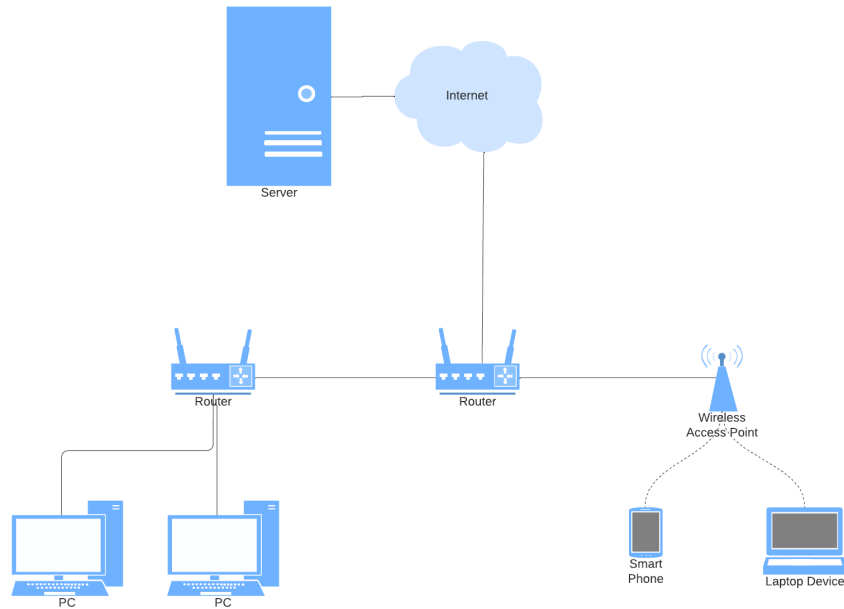 Internet
Server
Router
Router
Wireless
Access Point
Smart
Phone
Laptop Device
PC
PC